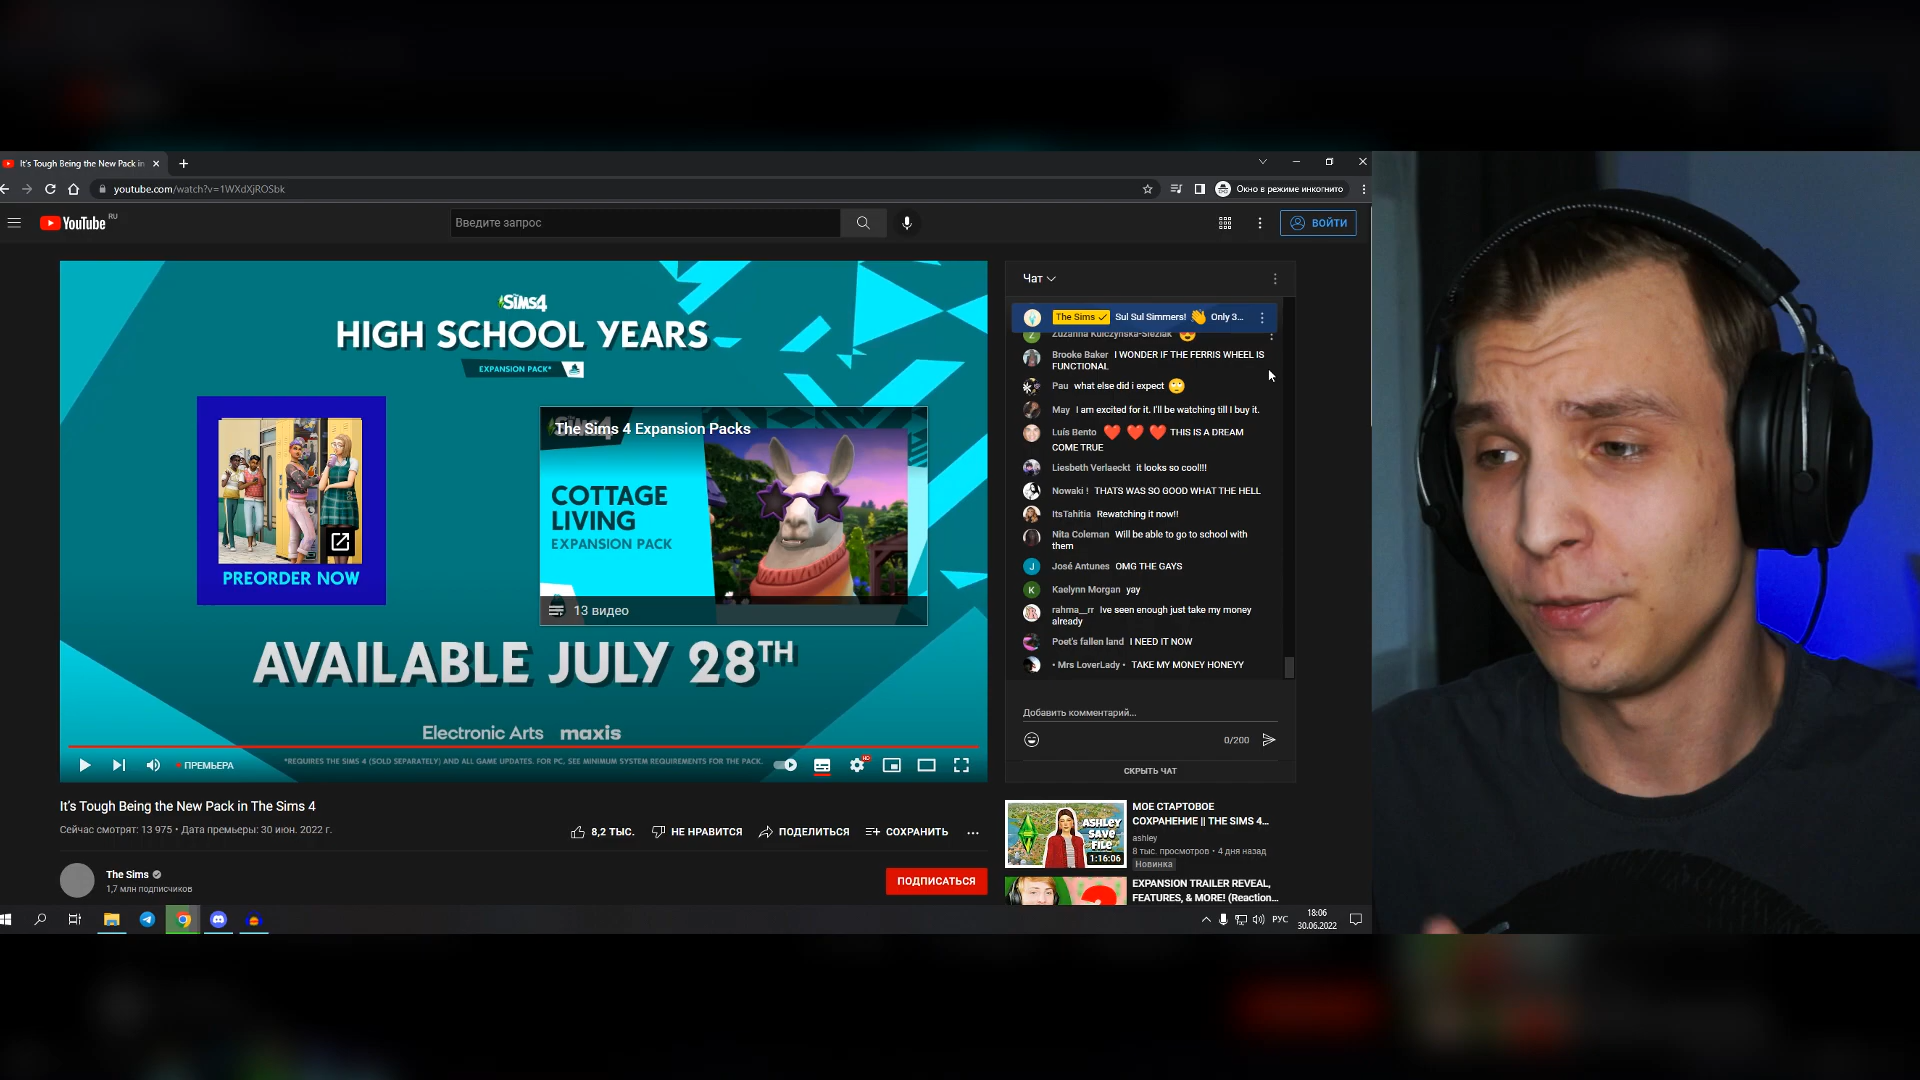 It's Tough Being the New Pack in
youtube.com/watch?v=1WXdXjROSbk
Окно в режиме инкогнито
YouTube RU
Введите запрос
ВОЙТИ
THE SIMS4
HIGH SCHOOL YEARS
EXPANSION PACK*
PREORDER NOW
The Sims 4 Expansion Packs
COTTAGE
LIVING
EXPANSION PACK
13 видео
AVAILABLE JULY 28TH
Electronic Arts maxis
ПРЕМЬЕРА
*REQUIRES THE SIMS 4 (SOLD SEPARATELY) AND ALL GAME UPDATES. FOR PC, SEE MINIMUM SYSTEM REQUIREMENTS FOR THE PACK.
HD
Чат
The Sims Sul Sul Simmers! 👋 Only 3...
Zuzanna Kulczyńska-Śleziak
Brooke Baker I WONDER IF THE FERRIS WHEEL IS
FUNCTIONAL
Pau what else did i expect 🙄
May I am excited for it. I'll be watching till I buy it.
Luís Bento ❤️ ❤️ ❤️ THIS IS A DREAM
COME TRUE
Liesbeth Verlaeckt it looks so cool!!!
Nowaki ! THATS WAS SO GOOD WHAT THE HELL
ItsTahitia Rewatching it now!!
Nita Coleman Will be able to go to school with
them
José Antunes OMG THE GAYS
Kaelynn Morgan yay
rahma__rr Ive seen enough just take my money
already
Poet's fallen land I NEED IT NOW
• Mrs LoverLady • TAKE MY MONEY HONEYY
Добавить комментарий...
0/200
СКРЫТЬ ЧАТ
It's Tough Being the New Pack in The Sims 4
Сейчас смотрят: 13 975 • Дата премьеры: 30 июн. 2022 г.
8,2 ТЫС.
НЕ НРАВИТСЯ
ПОДЕЛИТЬСЯ
СОХРАНИТЬ
The Sims
1,7 млн подписчиков
ПОДПИСАТЬСЯ
ASHLEY
SAVE
FILE
1:16:06
МОЕ СТАРТОВОЕ
СОХРАНЕНИЕ || THE SIMS 4...
ashley
8 тыс. просмотров • 4 дня назад
Новинка
EXPANSION TRAILER REVEAL,
FEATURES, & MORE! (Reaction...
РУС
18:06
30.06.2022